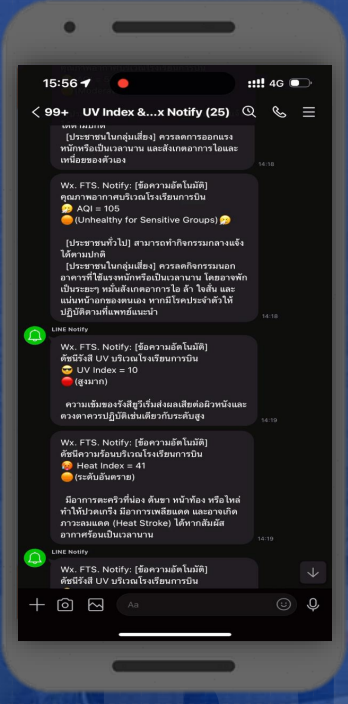 15:56
4G
99+ UV Index &...x Notify (25)
ได้ตามปกติ
[ประชาชนในกลุ่มเสี่ยง] ควรลดการออกแรง
หนักหรือเป็นเวลานาน และสังเกตอาการไอและ
เหนื่อยของตัวเอง
14:18
Wx. FTS. Notify: [ข้อความอัตโนมัติ]
คุณภาพอากาศบริเวณโรงเรียนการบิน
AQI = 105
(Unhealthy for Sensitive Groups)
[ประชาชนทั่วไป] สามารถทำกิจกรรมกลางแจ้ง
ได้ตามปกติ
[ประชาชนในกลุ่มเสี่ยง] ควรลดกิจกรรมนอก
อาคารที่ใช้แรงหนักหรือเป็นเวลานาน โดยอาจพัก
เป็นระยะๆ หมั่นสังเกตอาการไอ ล้า ใจสั่น และ
แน่นหน้าอกของตนเอง หากมีโรคประจำตัวให้
ปฏิบัติตามที่แพทย์แนะนำ
14:18
LINE Notify
Wx. FTS. Notify: [ข้อความอัตโนมัติ]
ดัชนีรังสี UV บริเวณโรงเรียนการบิน
UV Index = 10
(สูงมาก)
ความเข้มของรังสียูวีเริ่มส่งผลเสียต่อผิวหนังและ
ดวงตาควรปฏิบัติเช่นเดียวกับระดับสูง
14:19
Wx. FTS. Notify: [ข้อความอัตโนมัติ]
ดัชนีความร้อนบริเวณโรงเรียนการบิน
Heat Index = 41
(ระดับอันตราย)
มีอาการตะคริวที่น่อง ต้นขา หน้าท้อง หรือไหล่
ทำให้ปวดเกร็ง มีอาการเพลียแดด และอาจเกิด
ภาวะลมแดด (Heat Stroke) ได้หากสัมผัส
อากาศร้อนเป็นเวลานาน
14:19
LINE Notify
Wx. FTS. Notify: [ข้อความอัตโนมัติ]
ดัชนีรังสี UV บริเวณโรงเรียนการบิน
Aa